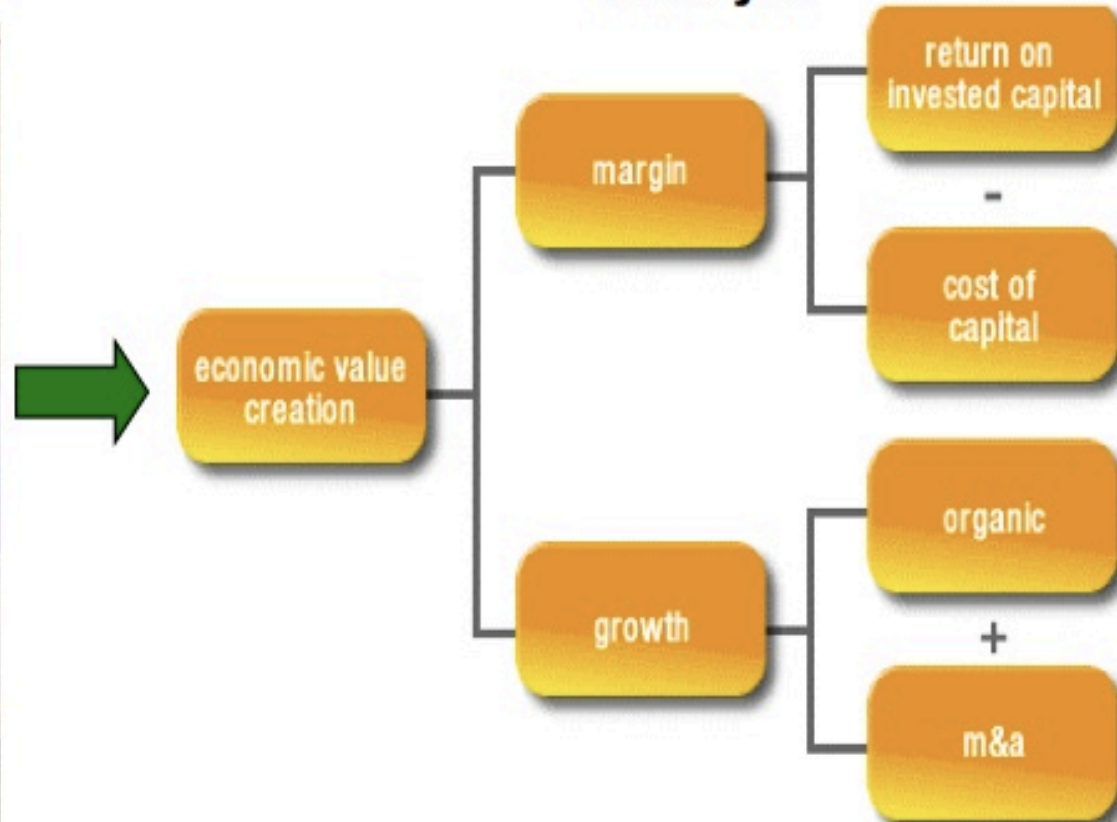 return on
invested capital
margin
-
cost of
capital
economic value
creation
organic
growth
+
m&a